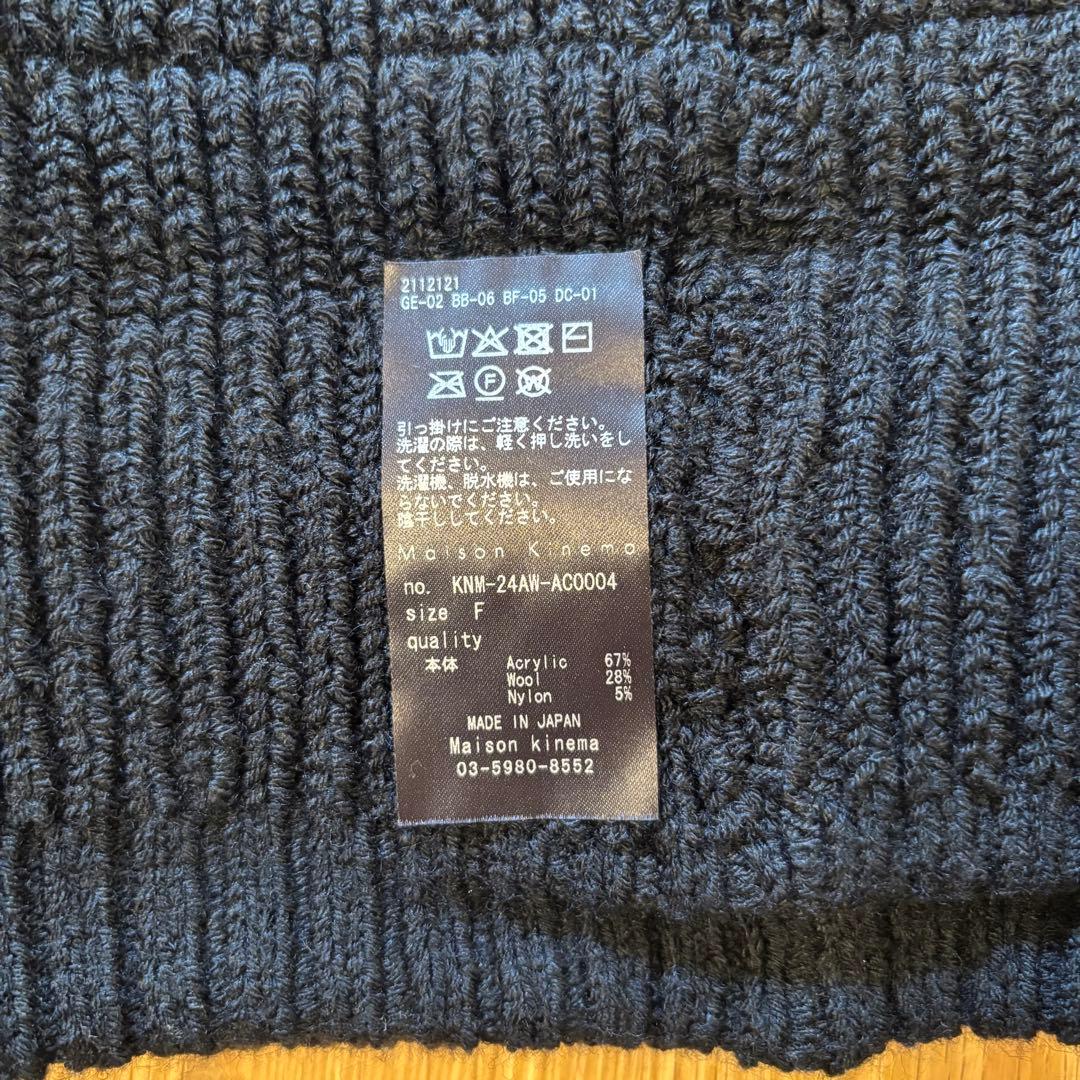 2112121
GE-02 BB-06 BF-05 DC-01
F
W
引っ掛けにご注意ください。
洗濯の際は、軽く押し洗いをし
てください。
洗濯機、脱水機は、ご使用にな
らないでください。
陰干ししてください。
Maison Kinema
no. KNM-24AW-AC0004
size F
quality
本体 Acrylic 67%
Wool 28%
Nylon 5%
MADE IN JAPAN
Maison kinema
03-5980-8552